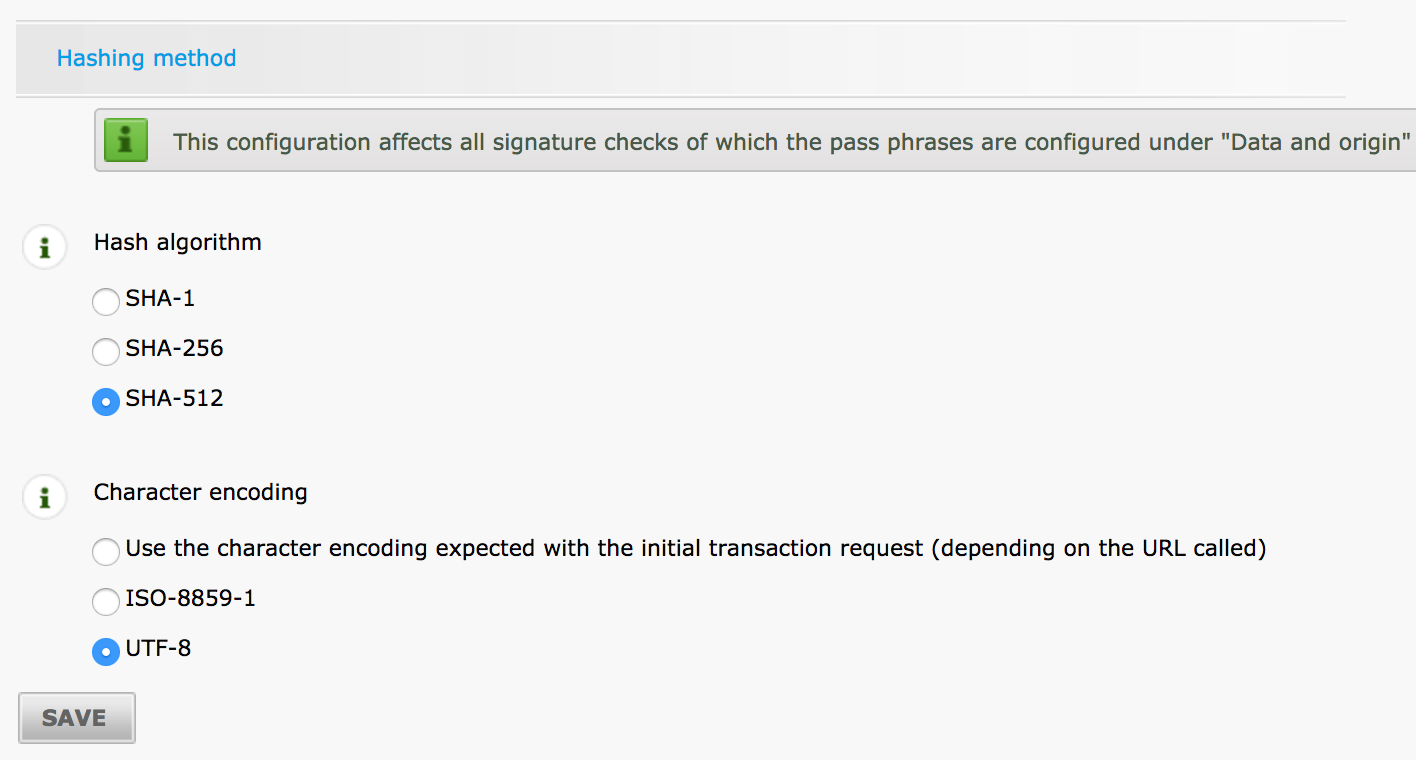 Hashing method
This configuration affects all signature checks of which the pass phrases are configured under "Data and origin"
Hash algorithm
SHA-1
SHA-256
SHA-512
Character encoding
Use the character encoding expected with the initial transaction request (depending on the URL called)
ISO-8859-1
UTF-8
SAVE